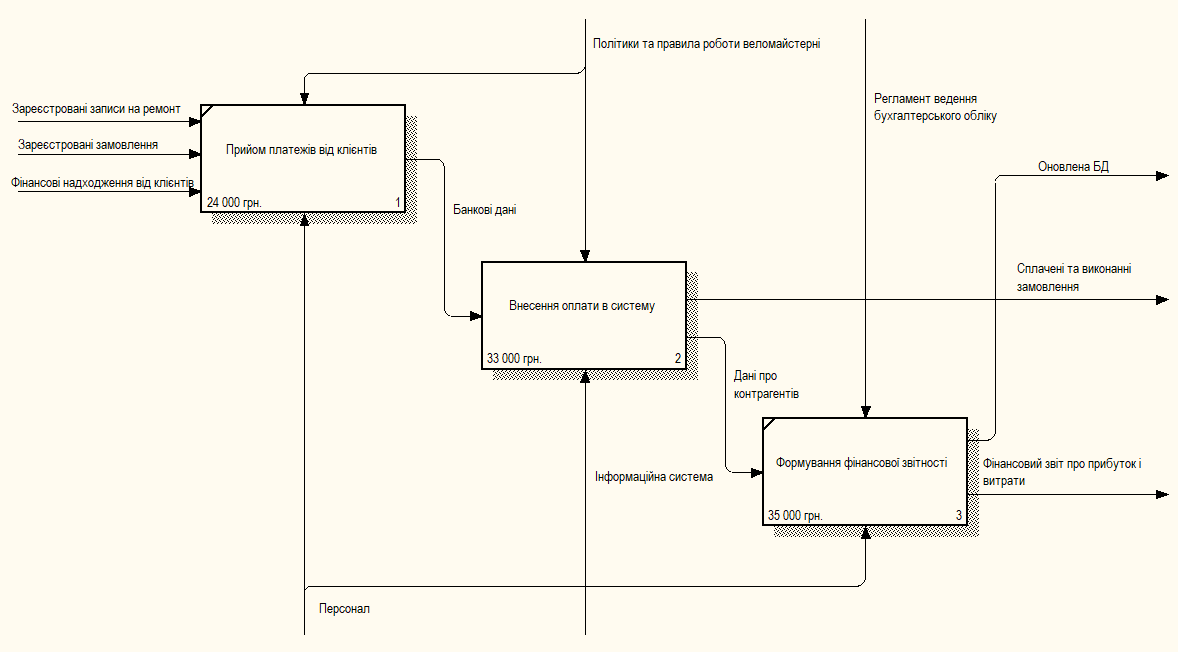 Політики та правила роботи веломайстерні
Регламент ведення
бухгалтерського обліку
Зареєстровані записи на ремонт
Зареєстровані замовлення
Фінансові надходження від клієнтів
Прийом платежів від клієнтів
24 000 грн.
1
Банкові дані
Оновлена БД
Сплачені та виконанні
замовлення
Внесення оплати в систему
33 000 грн.
2
Дані про
контрагентів
Формування фінансової звітності
35 000 грн.
3
Фінансовий звіт про прибуток і
витрати
Інформаційна система
Персонал